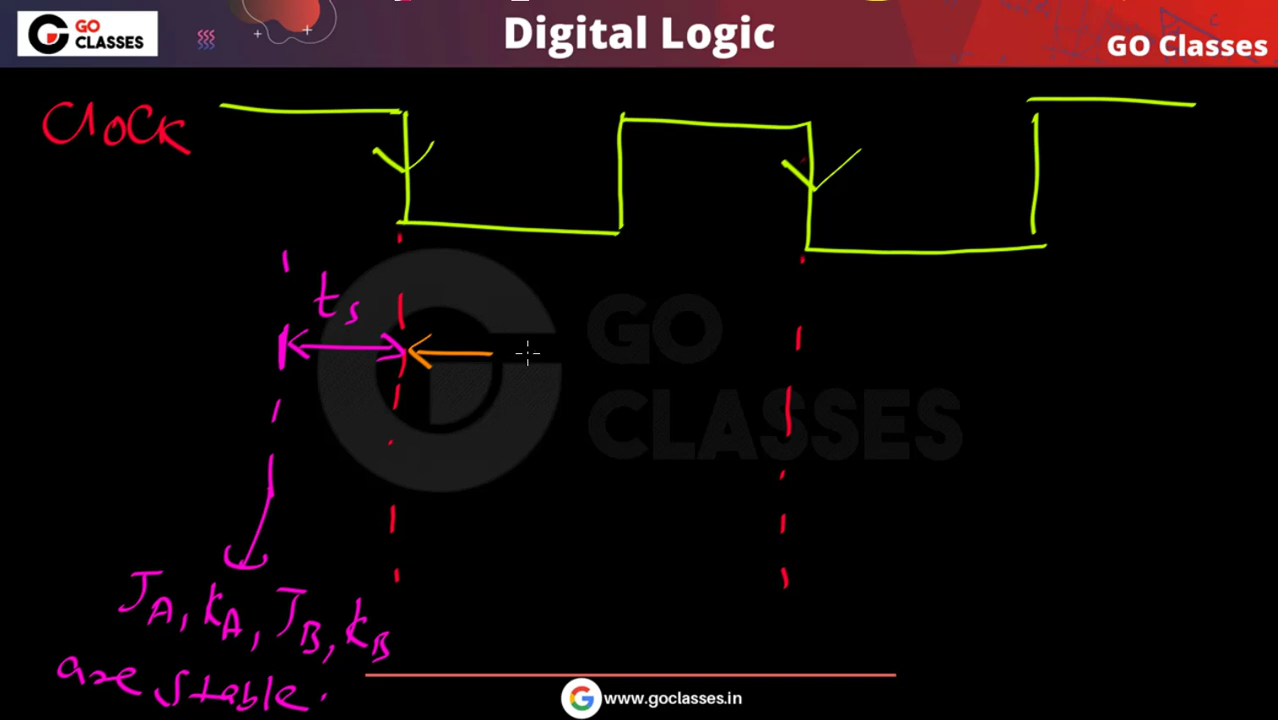 GO CLASSES
Digital Logic
GO Classes
Clock
ts
GO
CLASSES
JA, KA, JB, KB
are stable.
www.goclasses.in